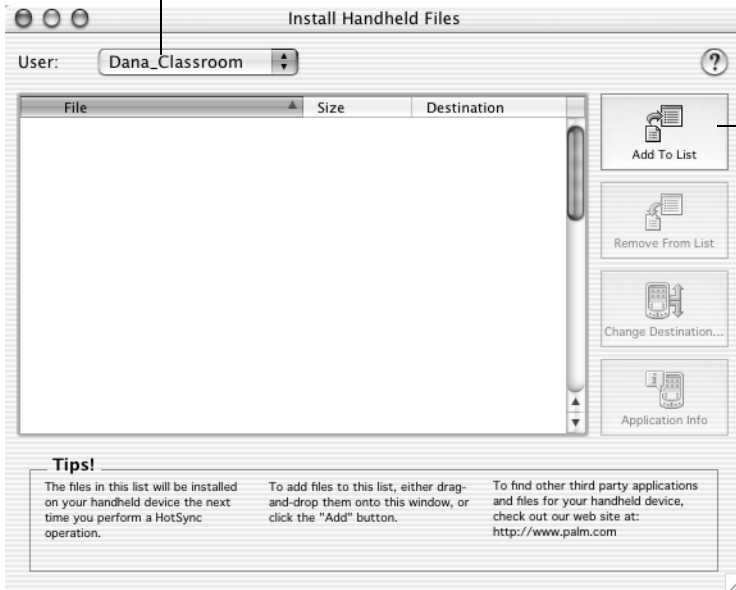 Install Handheld Files
User: Dana_Classroom
?
File Size Destination
Add To List
Remove From List
Change Destination...
Application Info
Tips!
The files in this list will be installed
on your handheld device the next
time you perform a HotSync
operation.
To add files to this list, either drag-
and-drop them onto this window, or
click the "Add" button.
To find other third party applications
and files for your handheld device,
check out our web site at:
http://www.palm.com